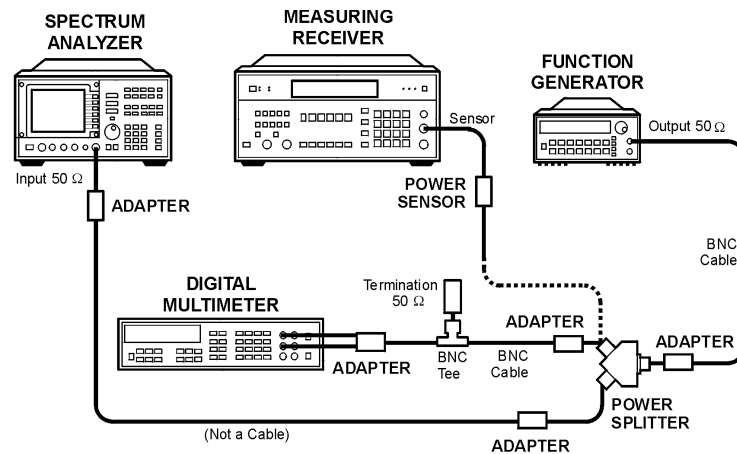 SPECTRUM
ANALYZER
MEASURING
RECEIVER
FUNCTION
GENERATOR
Sensor
Output 50 Ω
Input 50 Ω
ADAPTER
POWER
SENSOR
BNC
Cable
DIGITAL
MULTIMETER
Termination
50 Ω
ADAPTER
ADAPTER
ADAPTER
BNC
Tee
BNC
Cable
POWER
SPLITTER
(Not a Cable)
ADAPTER